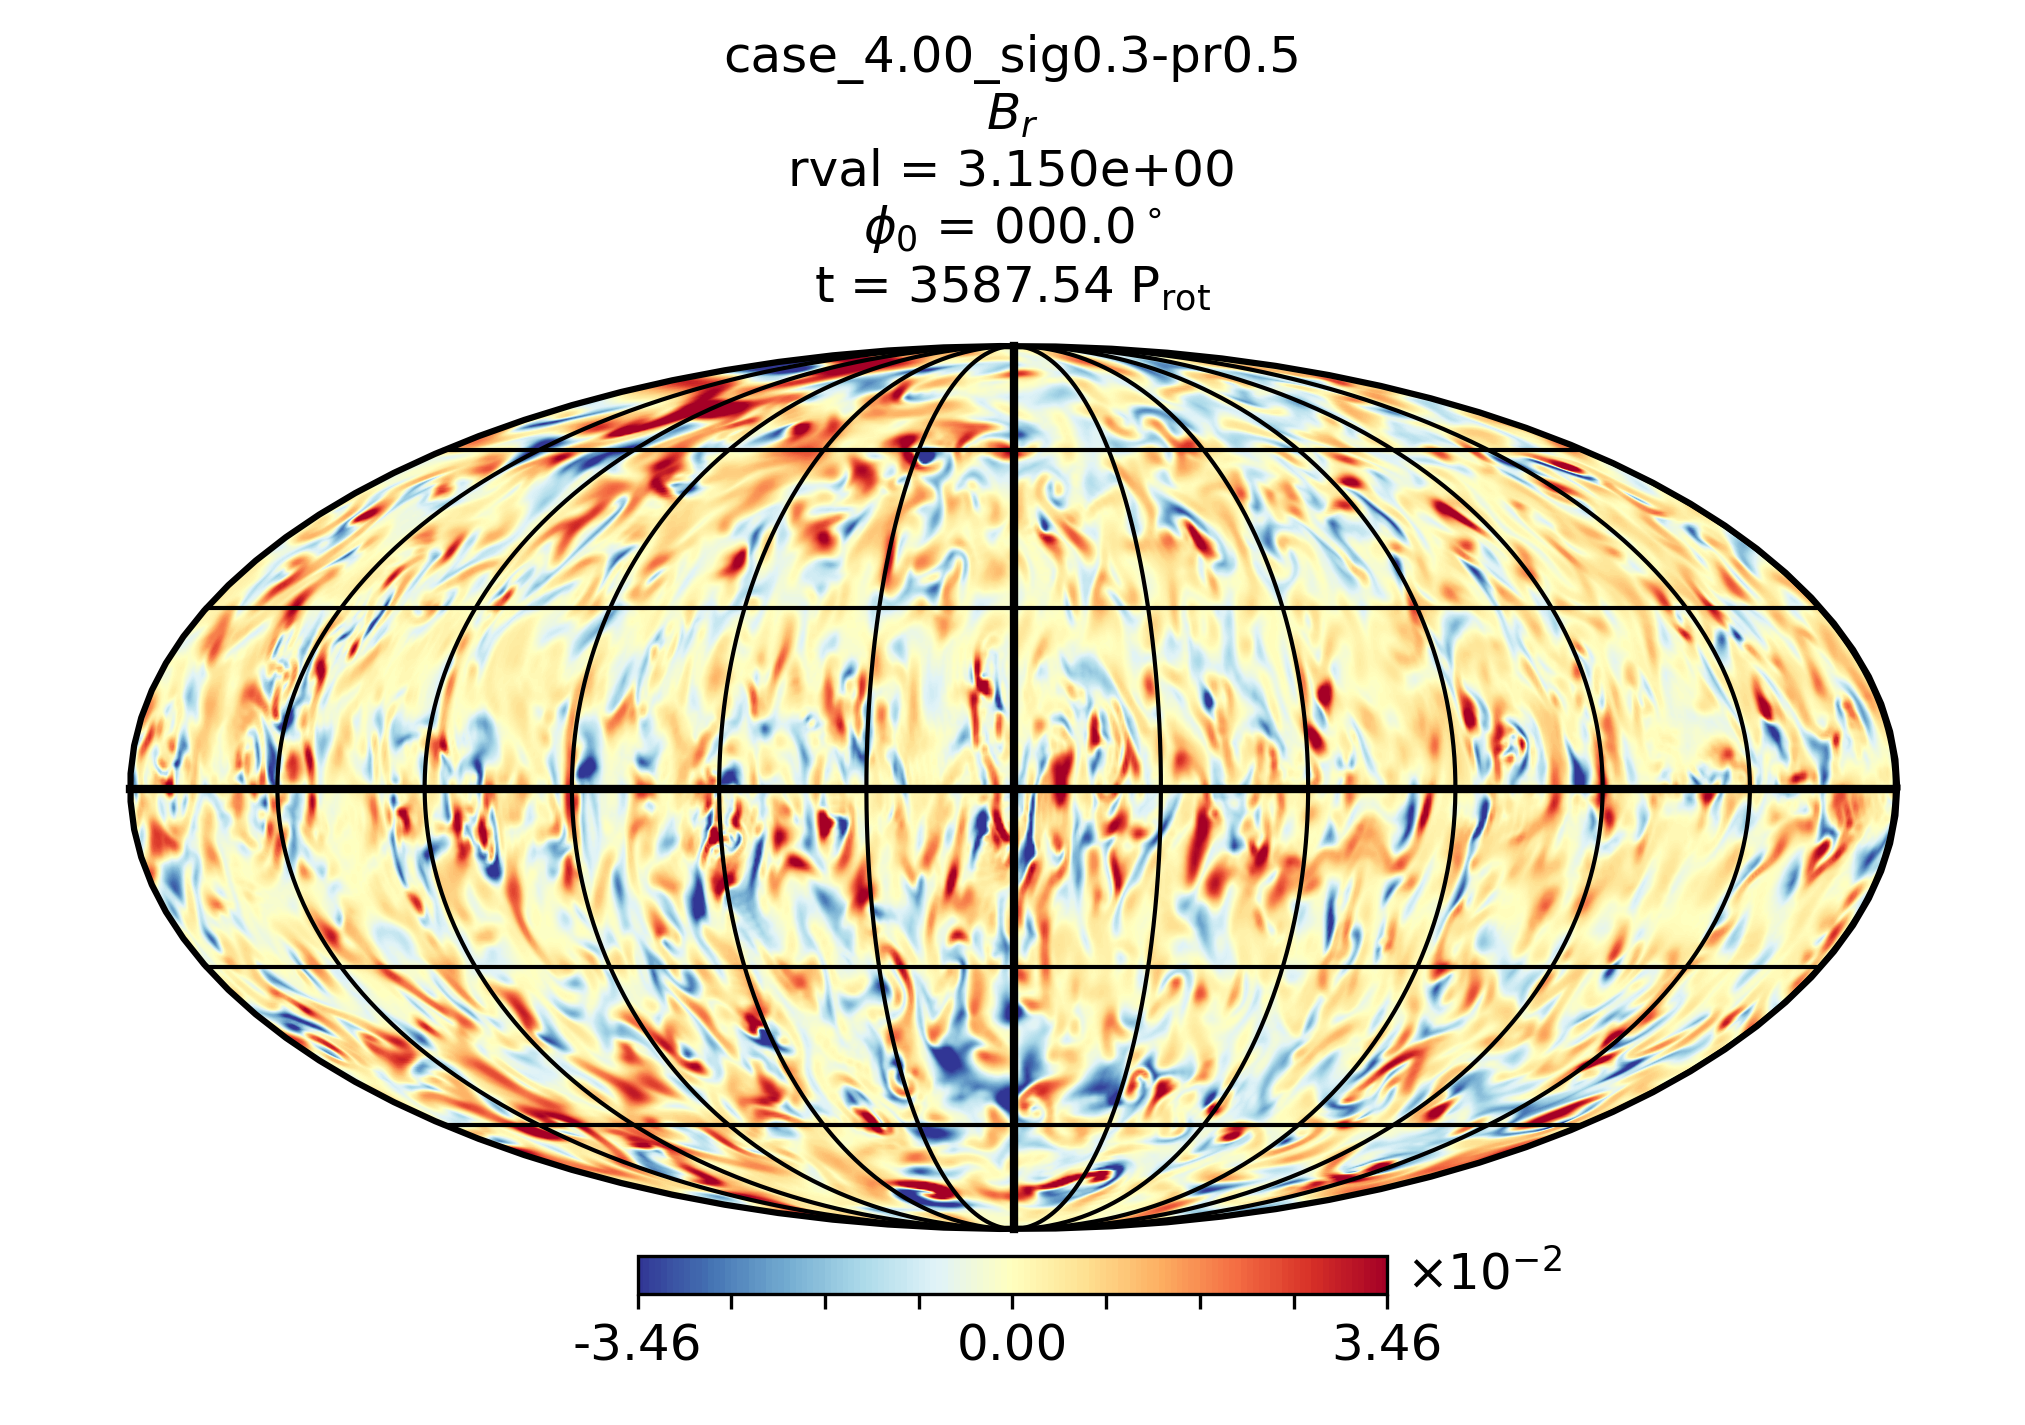 case_4.00_sig0.3-pr0.5
B_r
rval = 3.150e+00
ϕ_0 = 000.0°
t = 3587.54 P_rot
×10^−2
-3.46 0.00 3.46